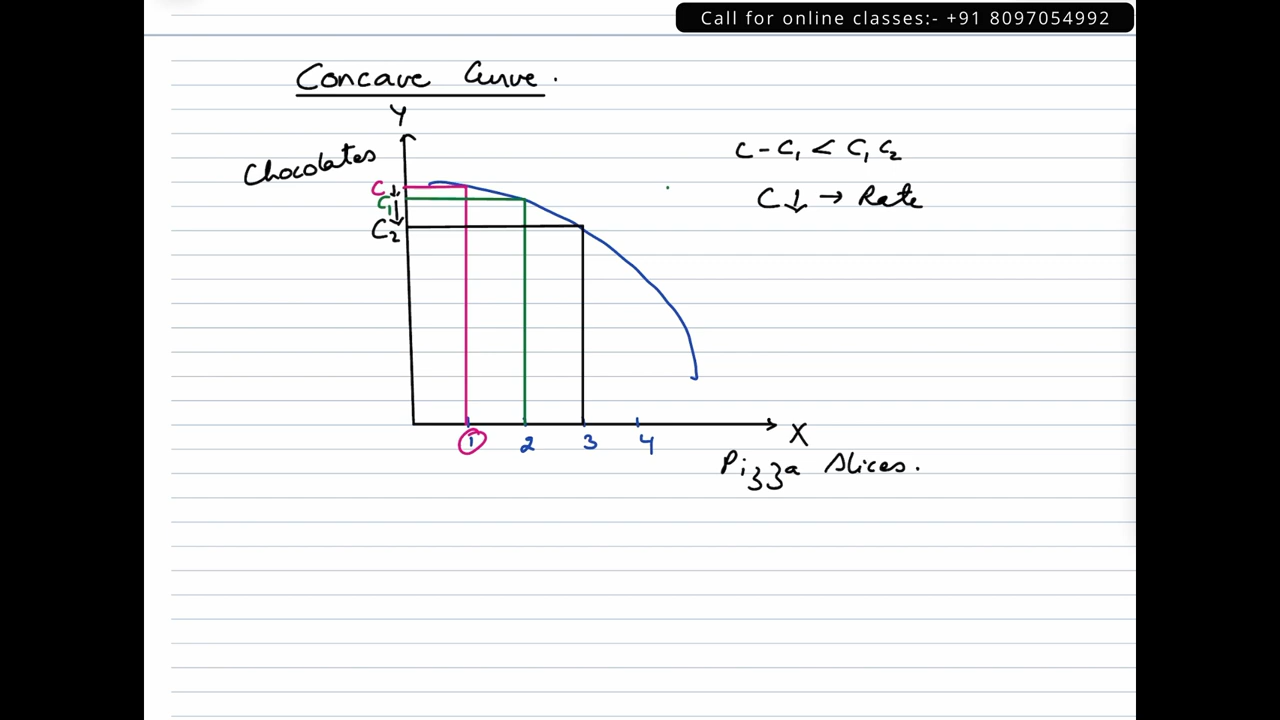 Call for online classes:- +91 8097054992
Concave Curve.
Y
Chocolates
C - C₁ < C₁ C₂
C↓ → Rate
C
C₁
C₂
1 2 3 4
X
Pizza Slices.